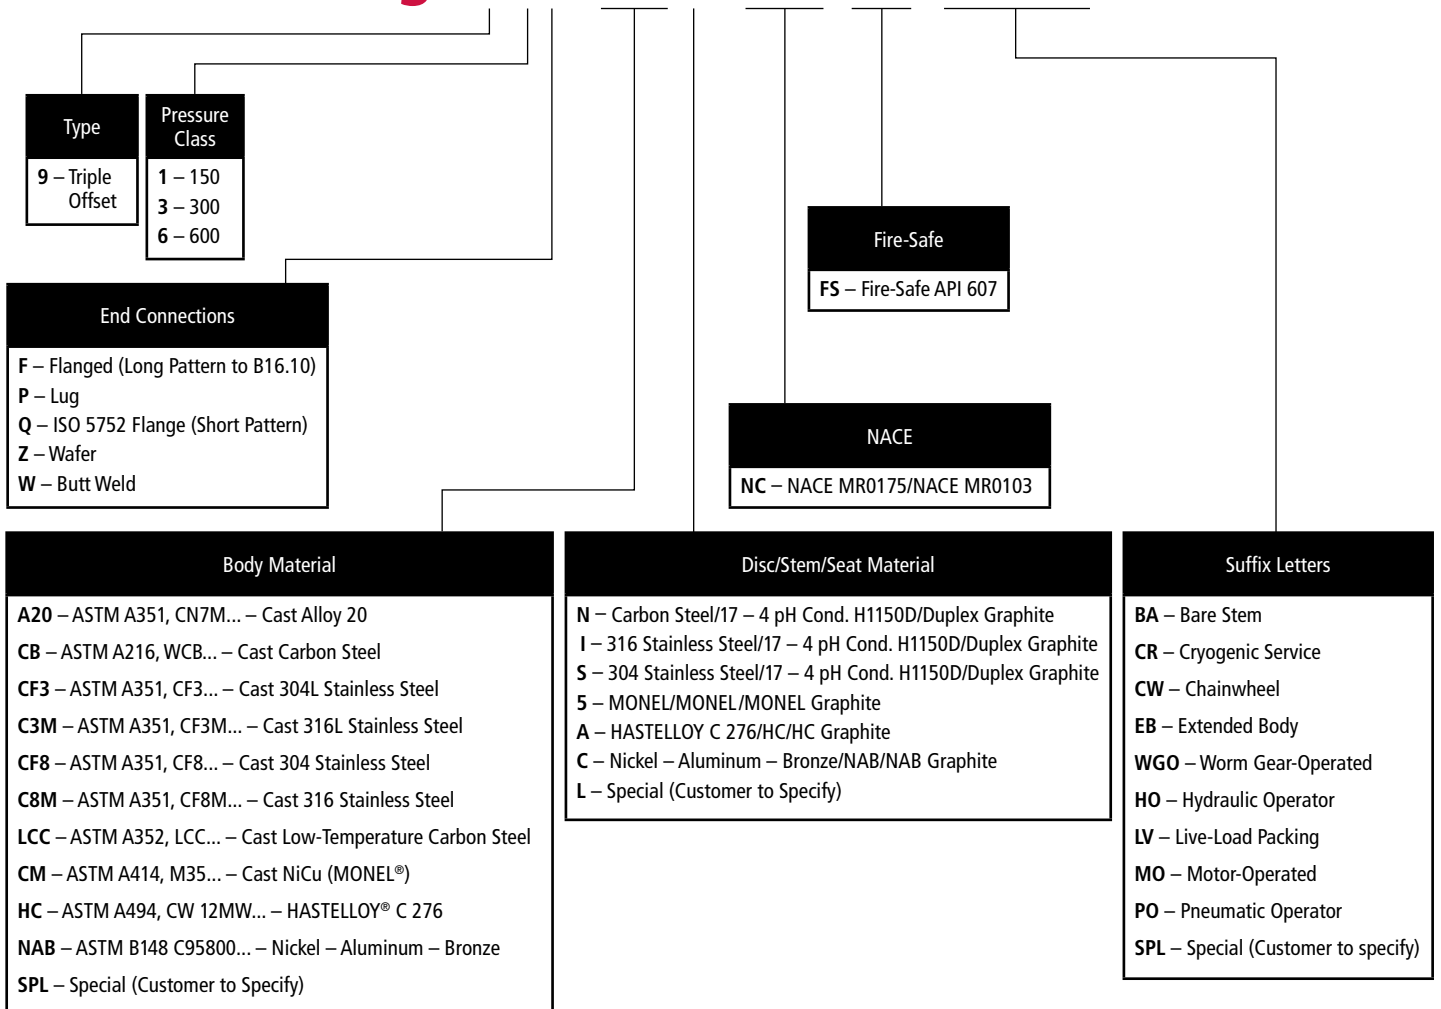 Type
9 – Triple
Offset
Pressure
Class
1 – 150
3 – 300
6 – 600
Fire-Safe
FS – Fire-Safe API 607
End Connections
F – Flanged (Long Pattern to B16.10)
P – Lug
Q – ISO 5752 Flange (Short Pattern)
Z – Wafer
W – Butt Weld
NACE
NC – NACE MR0175/NACE MR0103
Body Material
A20 – ASTM A351, CN7M... – Cast Alloy 20
CB – ASTM A216, WCB... – Cast Carbon Steel
CF3 – ASTM A351, CF3... – Cast 304L Stainless Steel
C3M – ASTM A351, CF3M... – Cast 316L Stainless Steel
CF8 – ASTM A351, CF8... – Cast 304 Stainless Steel
C8M – ASTM A351, CF8M... – Cast 316 Stainless Steel
LCC – ASTM A352, LCC... – Cast Low-Temperature Carbon Steel
CM – ASTM A414, M35... – Cast NiCu (MONEL®)
HC – ASTM A494, CW 12MW... – HASTELLOY® C 276
NAB – ASTM B148 C95800... – Nickel – Aluminum – Bronze
SPL – Special (Customer to Specify)
Disc/Stem/Seat Material
N – Carbon Steel/17 – 4 pH Cond. H1150D/Duplex Graphite
I – 316 Stainless Steel/17 – 4 pH Cond. H1150D/Duplex Graphite
S – 304 Stainless Steel/17 – 4 pH Cond. H1150D/Duplex Graphite
5 – MONEL/MONEL/MONEL Graphite
A – HASTELLOY C 276/HC/HC Graphite
C – Nickel – Aluminum – Bronze/NAB/NAB Graphite
L – Special (Customer to Specify)
Suffix Letters
BA – Bare Stem
CR – Cryogenic Service
CW – Chainwheel
EB – Extended Body
WGO – Worm Gear-Operated
HO – Hydraulic Operator
LV – Live-Load Packing
MO – Motor-Operated
PO – Pneumatic Operator
SPL – Special (Customer to specify)